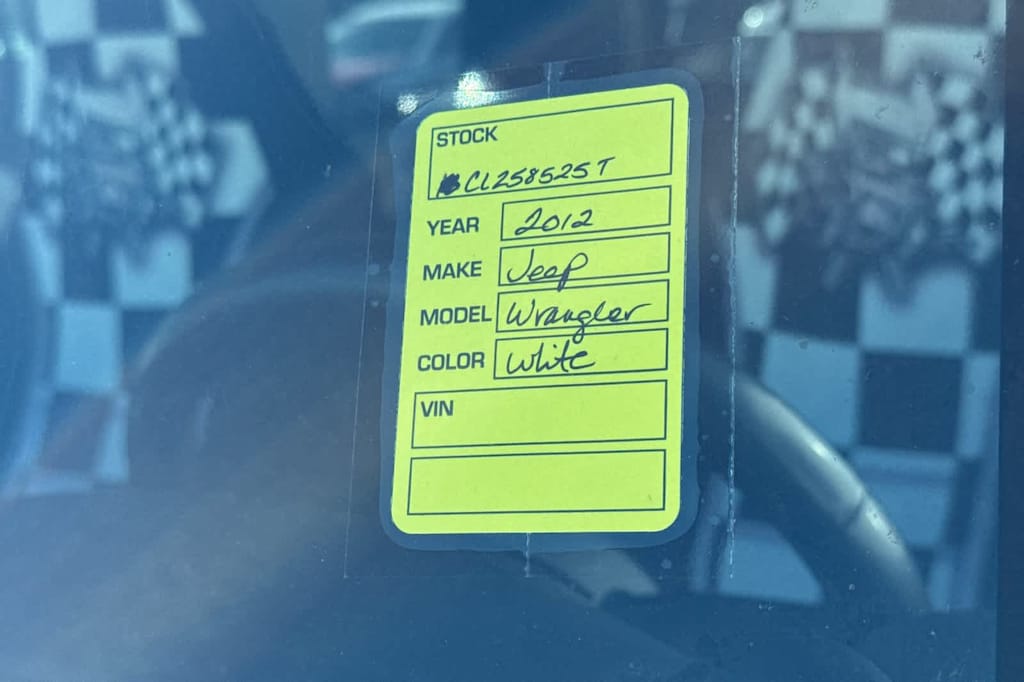 STOCK
CL258525T
YEAR 2012
MAKE Jeep
MODEL Wrangler
COLOR White
VIN